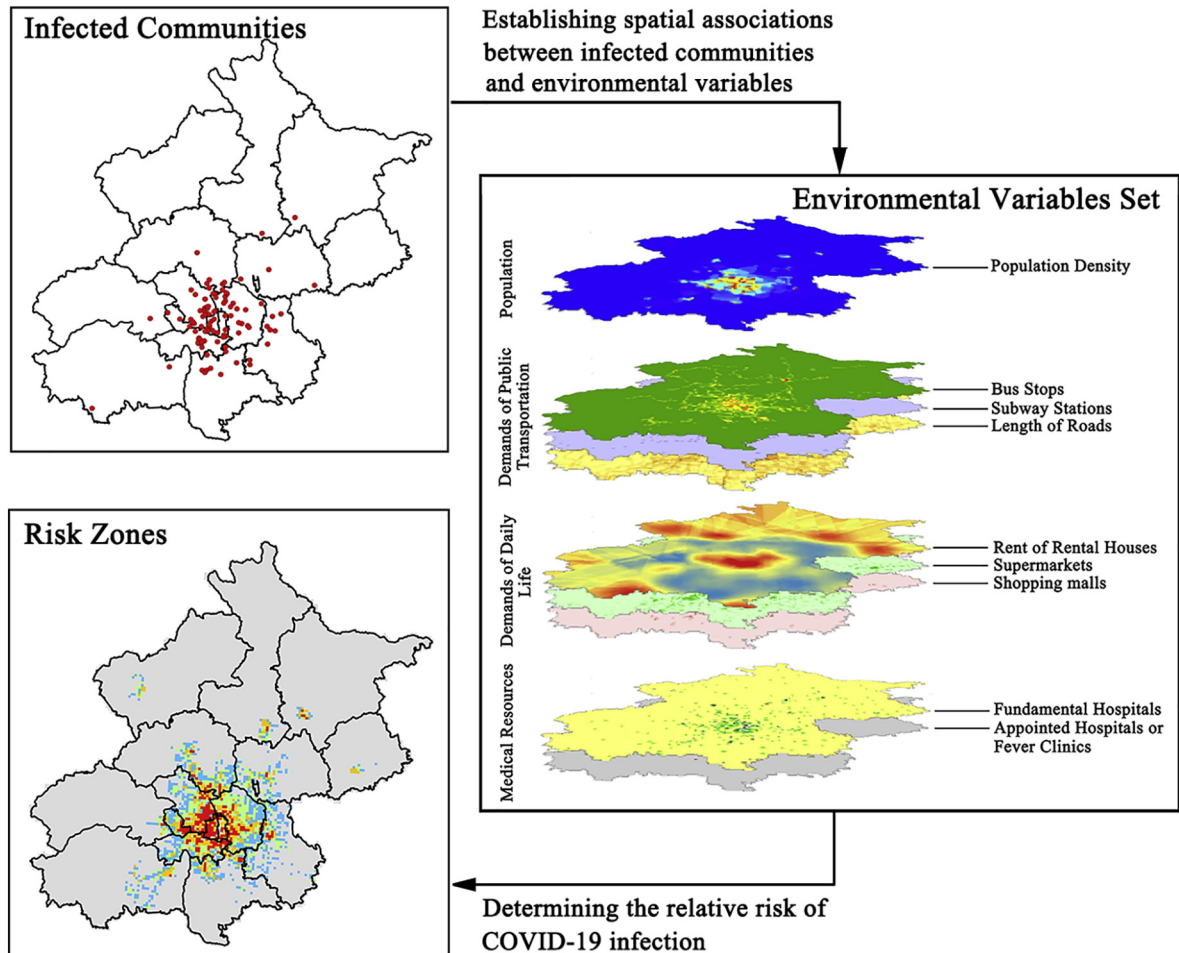 Infected Communities
Establishing spatial associations
between infected communities
and environmental variables
Environmental Variables Set
Population
Population Density
Demands of Public
Transportation
Bus Stops
Subway Stations
Length of Roads
Demands of Daily
Life
Rent of Rental Houses
Supermarkets
Shopping malls
Medical Resources
Fundamental Hospitals
Appointed Hospitals or
Fever Clinics
Risk Zones
Determining the relative risk of
COVID-19 infection